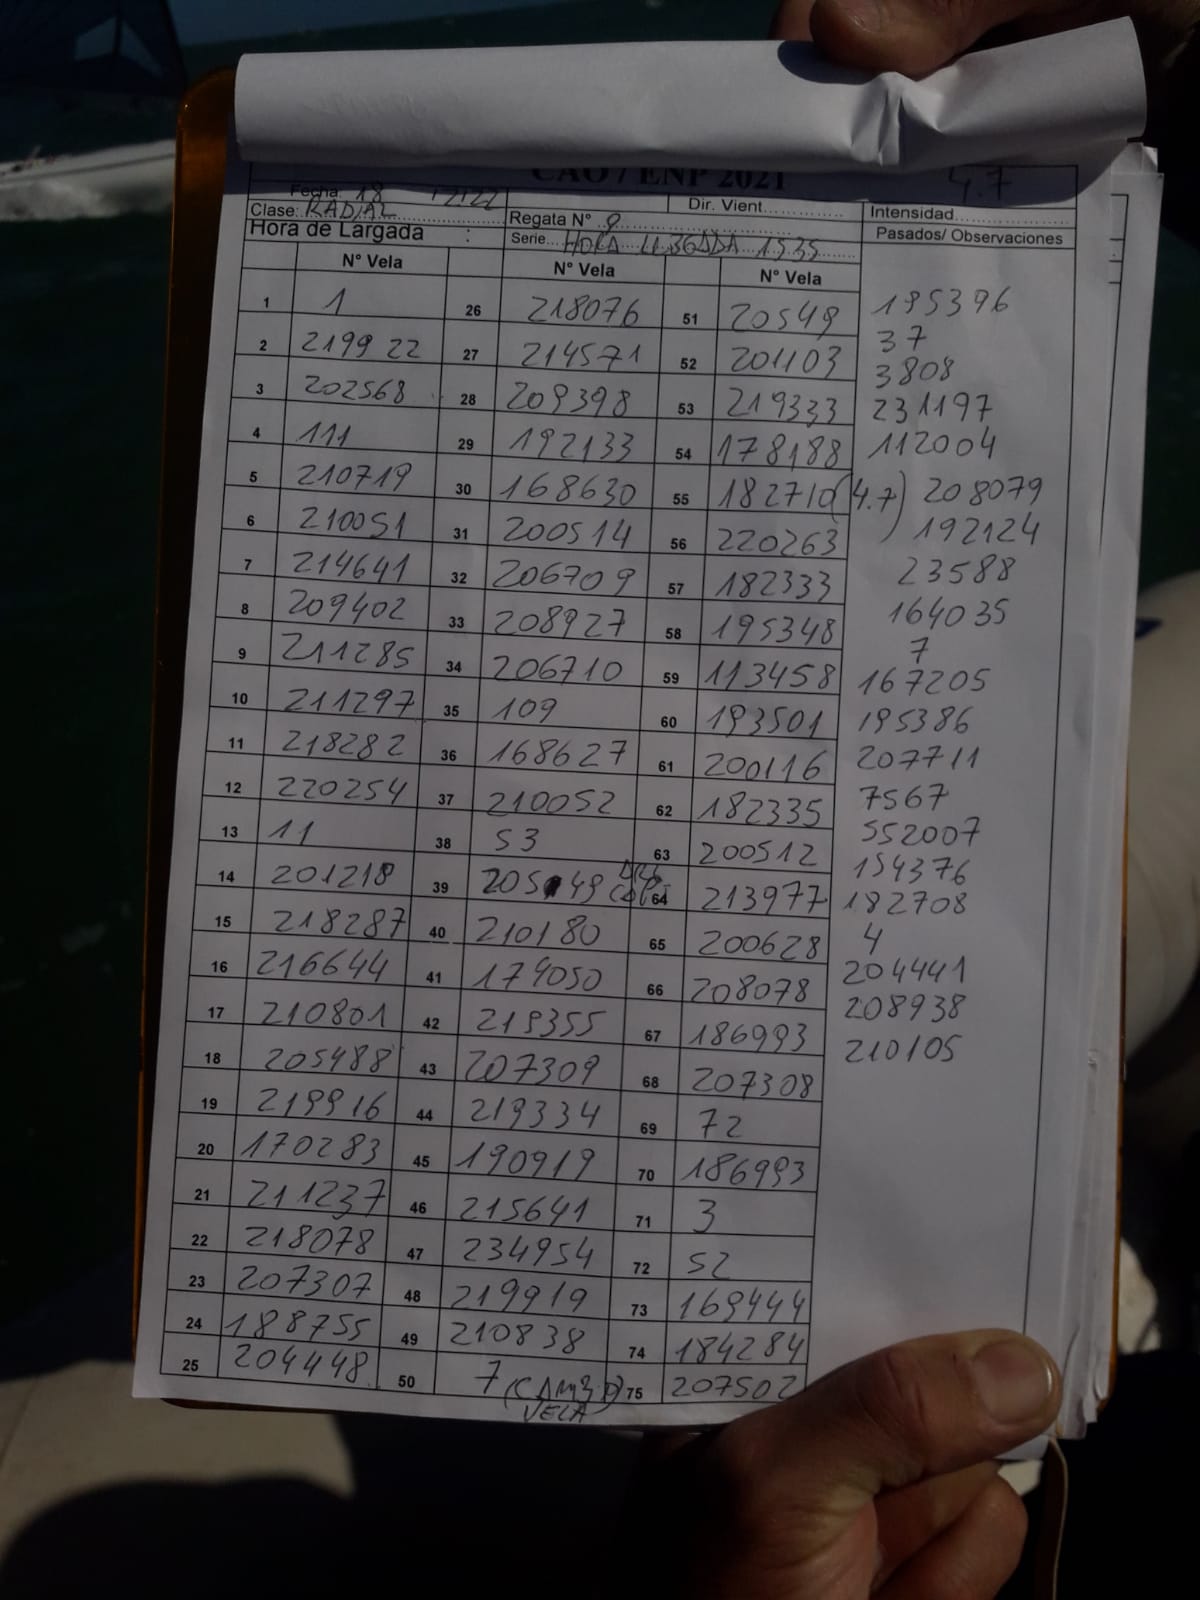 CAO / ENP 2021
4.7
Fecha: 18 12/22
Dir. Vient..............
Intensidad..............
Clase: RADIAL
Regata N° 8
Pasados/ Observaciones
Hora de Largada :
Serie... HORA LLEGADA 1535
N° Vela N° Vela N° Vela
1 1 26 218076 51 20549 195396
2 219922 27 214571 52 201103 37
3 202568 28 209398 53 219333 3808
4 111 29 192133 54 178188 231197
5 210719 30 168630 55 182710 112004
6 210051 31 200514 56 220263 (4.7) 208079
7 214641 32 206709 57 182333 192124
8 209402 33 208927 58 195348 23588
9 211285 34 206710 59 113458 164035
10 211297 35 109 60 193501 7
11 218282 36 168627 61 200116 167205
12 220254 37 210052 62 182335 195386
13 11 38 53 63 200512 207711
14 201218 39 64 213977 7567
15 218287 40 210180 65 200628 552007
16 216644 41 174050 66 208078 154376
17 210801 42 219355 67 186993 182708
18 205488 43 207309 68 207308 4
19 219916 44 219334 69 72 204441
20 170283 45 190919 70 186993 208938
21 211237 46 215641 71 3 210105
22 218078 47 234954 72 52
23 207307 48 219919 73 169444
24 188755 49 210838 74 184284
25 204448 50 7 75 207502
VELA